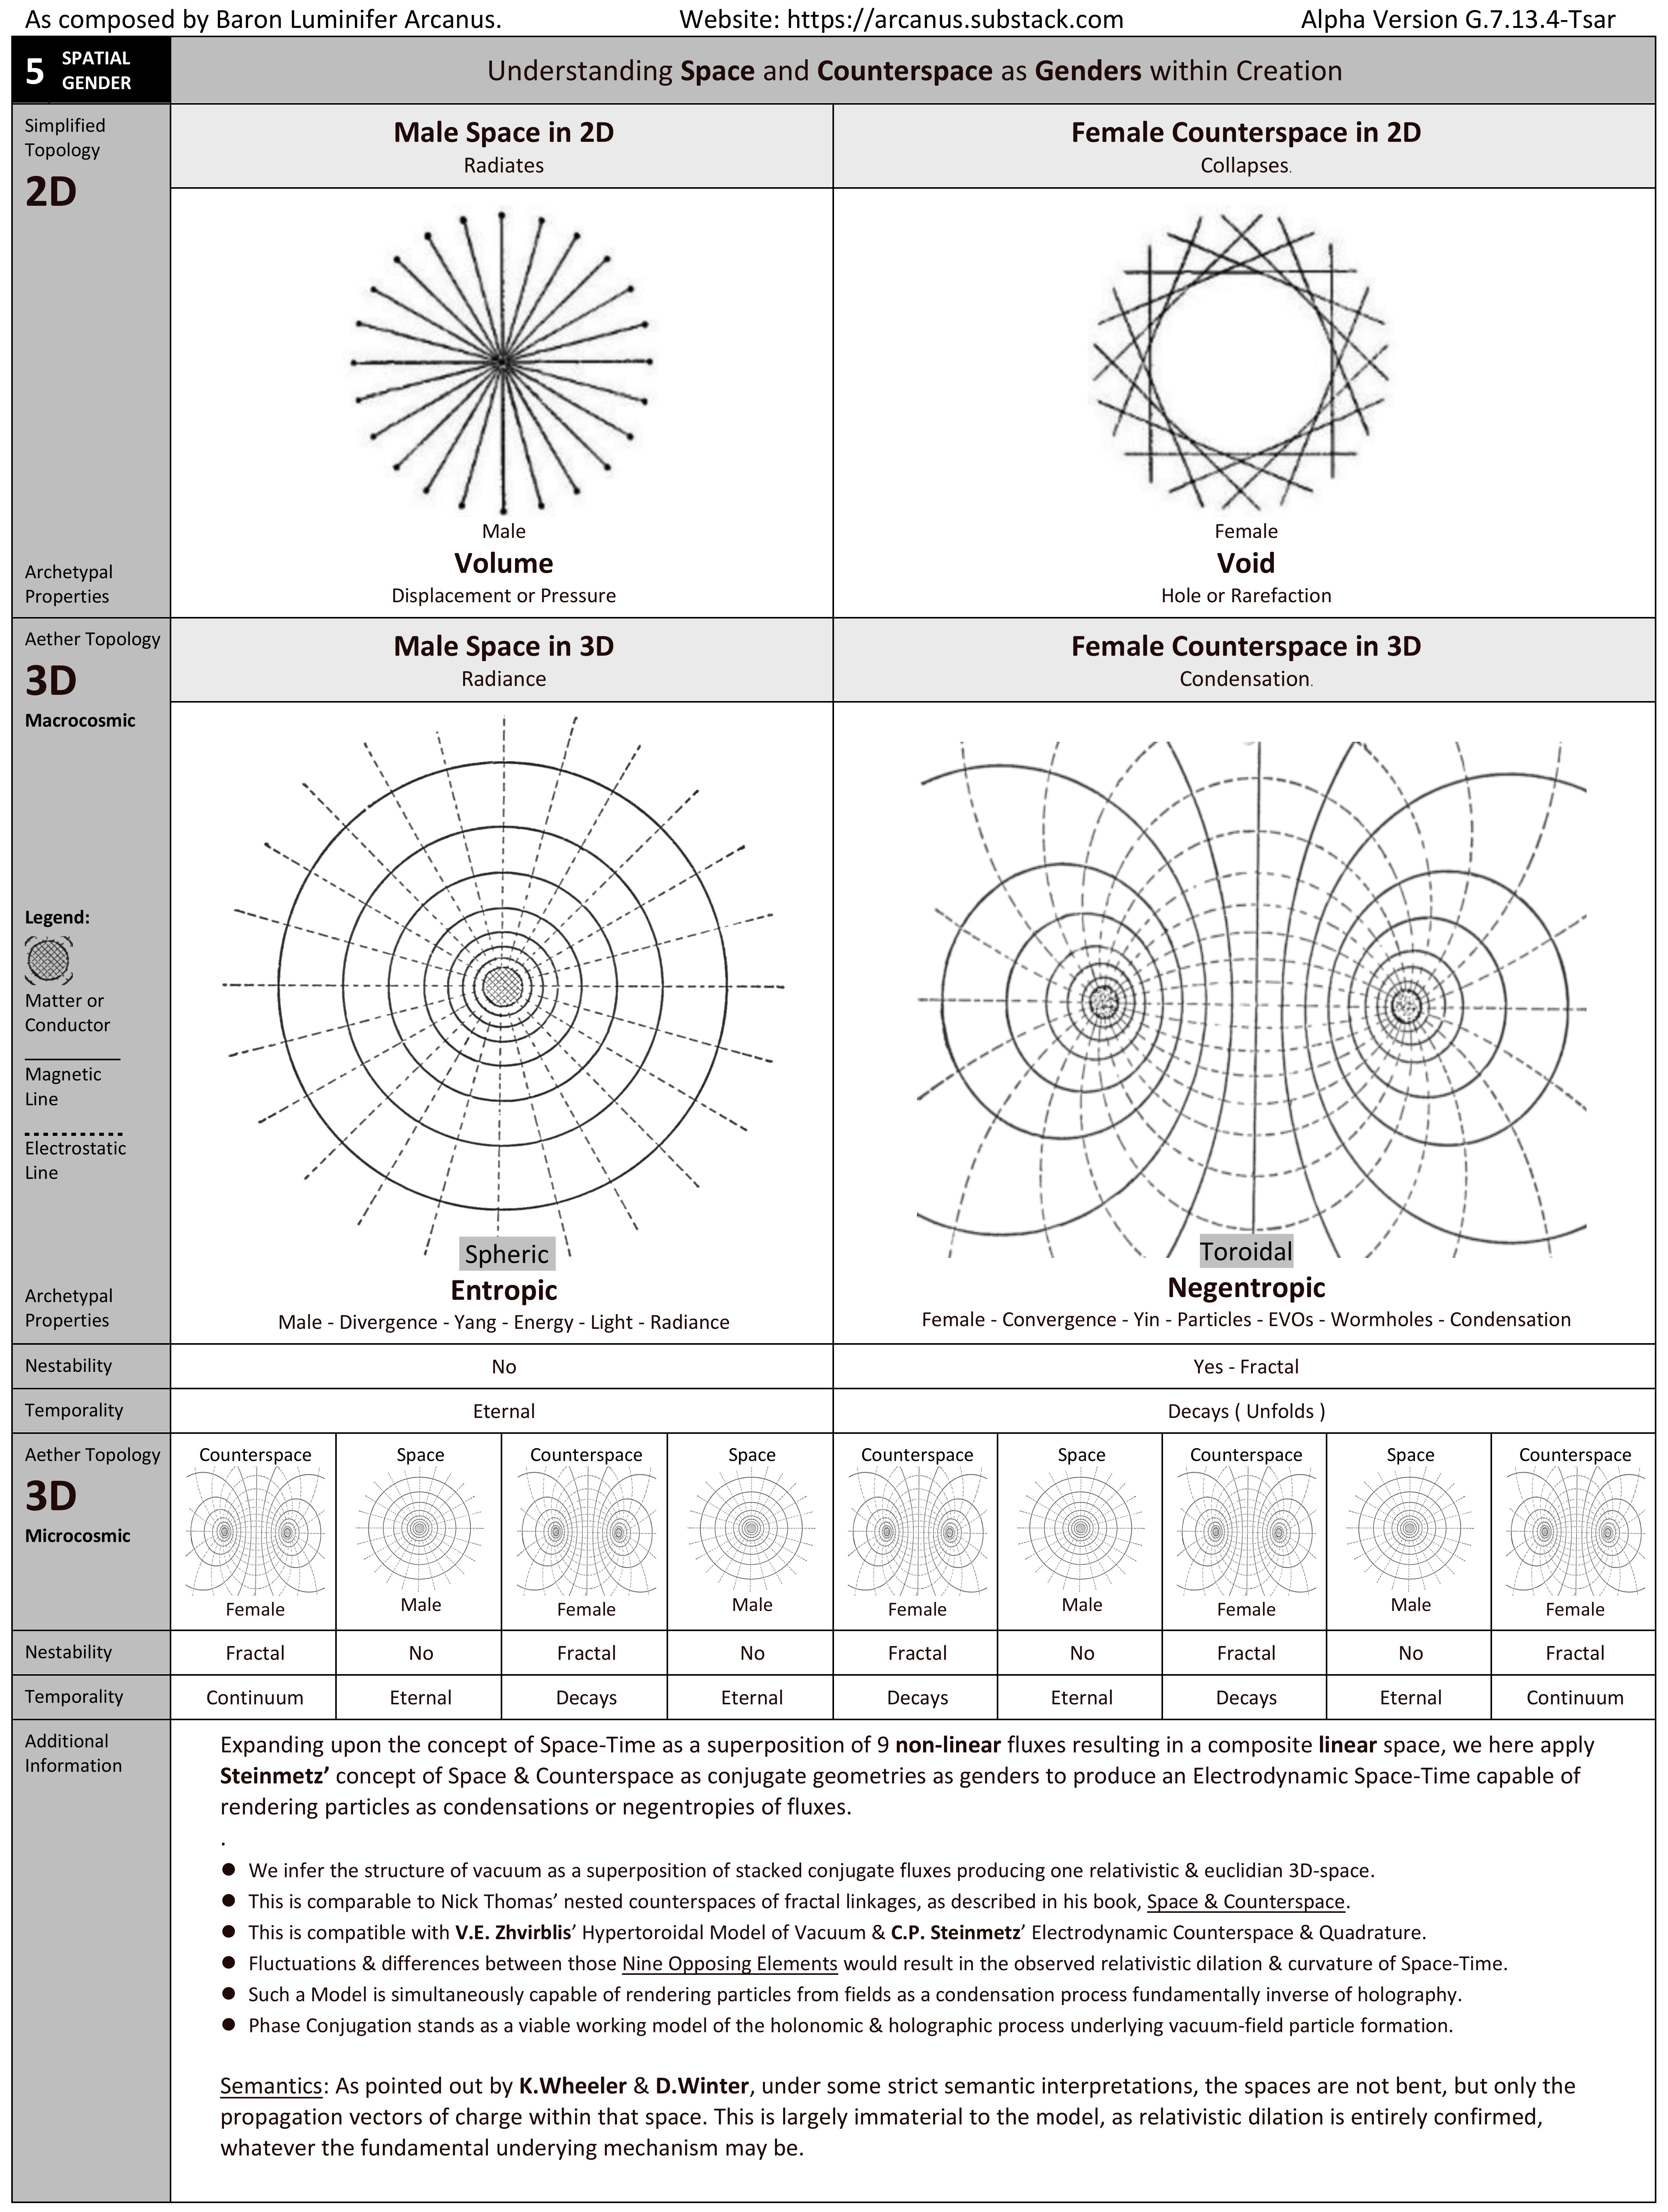 As composed by Baron Luminifer Arcanus. Website: https://arcanus.substack.com Alpha Version G.7.13.4-Tsar
5 SPATIAL
GENDER
Understanding Space and Counterspace as Genders within Creation
Simplified
Topology
2D
Male Space in 2D
Radiates
Female Counterspace in 2D
Collapses.
Archetypal
Properties
Male
Volume
Displacement or Pressure
Female
Void
Hole or Rarefaction
Aether Topology
3D
Macrocosmic
Male Space in 3D
Radiance
Female Counterspace in 3D
Condensation.
Legend:
Matter or
Conductor
Magnetic
Line
Electrostatic
Line
Archetypal
Properties
Spheric
Entropic
Male - Divergence - Yang - Energy - Light - Radiance
Toroidal
Negentropic
Female - Convergence - Yin - Particles - EVOs - Wormholes - Condensation
Nestability No Yes - Fractal
Temporality Eternal Decays ( Unfolds )
Aether Topology
3D
Microcosmic
Counterspace Space Counterspace Space Counterspace Space Counterspace Space Counterspace
Female Male Female Male Female Male Female Male Female
Nestability Fractal No Fractal No Fractal No Fractal No Fractal
Temporality Continuum Eternal Decays Eternal Decays Eternal Decays Eternal Continuum
Additional
Information
Expanding upon the concept of Space-Time as a superposition of 9 non-linear fluxes resulting in a composite linear space, we here apply
Steinmetz’ concept of Space & Counterspace as conjugate geometries as genders to produce an Electrodynamic Space-Time capable of
rendering particles as condensations or negentropies of fluxes.
.
● We infer the structure of vacuum as a superposition of stacked conjugate fluxes producing one relativistic & euclidian 3D-space.
● This is comparable to Nick Thomas’ nested counterspaces of fractal linkages, as described in his book, Space & Counterspace.
● This is compatible with V.E. Zhvirblis’ Hypertoroidal Model of Vacuum & C.P. Steinmetz’ Electrodynamic Counterspace & Quadrature.
● Fluctuations & differences between those Nine Opposing Elements would result in the observed relativistic dilation & curvature of Space-Time.
● Such a Model is simultaneously capable of rendering particles from fields as a condensation process fundamentally inverse of holography.
● Phase Conjugation stands as a viable working model of the holonomic & holographic process underlying vacuum-field particle formation.
Semantics: As pointed out by K.Wheeler & D.Winter, under some strict semantic interpretations, the spaces are not bent, but only the
propagation vectors of charge within that space. This is largely immaterial to the model, as relativistic dilation is entirely confirmed,
whatever the fundamental underying mechanism may be.